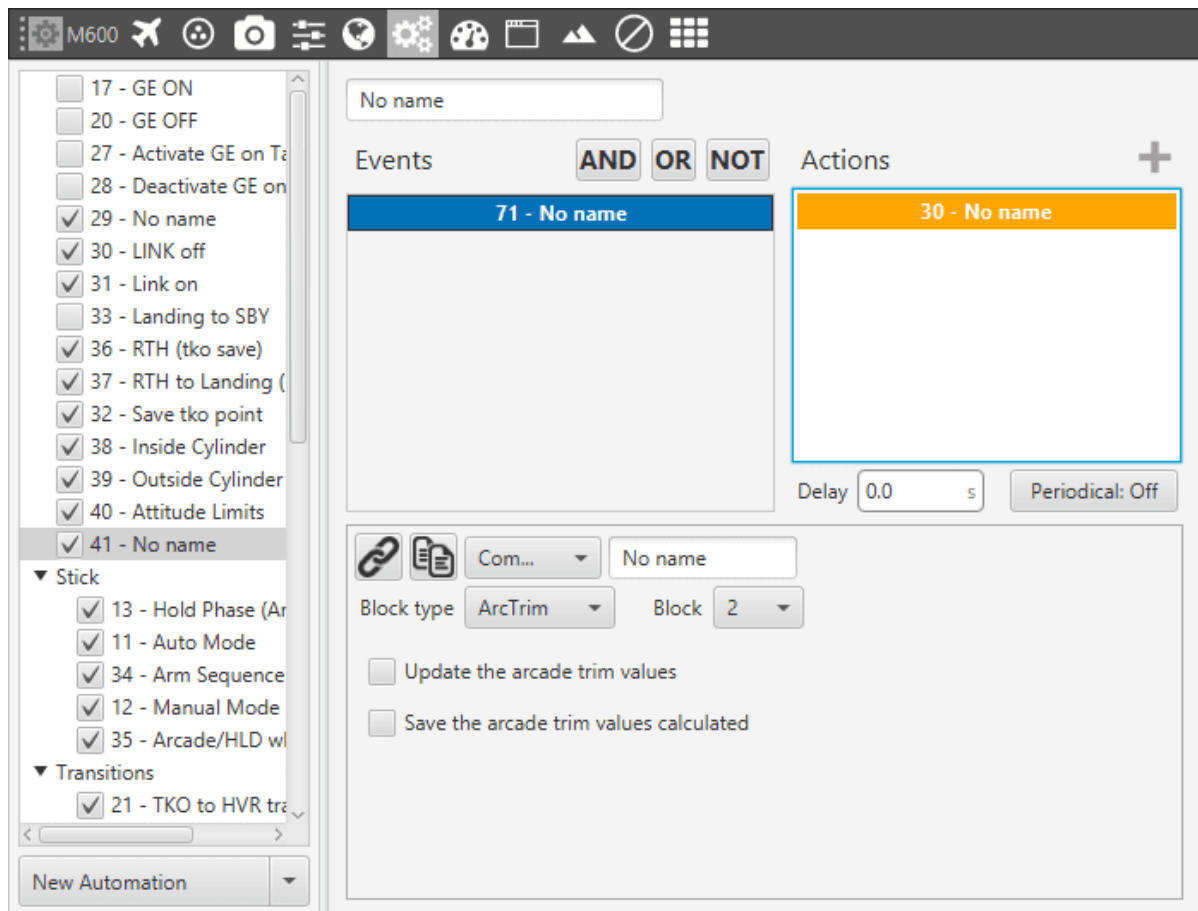 M600
17 - GE ON
20 - GE OFF
27 - Activate GE on Ta
28 - Deactivate GE on
29 - No name
30 - LINK off
31 - Link on
33 - Landing to SBY
36 - RTH (tko save)
37 - RTH to Landing (
32 - Save tko point
38 - Inside Cylinder
39 - Outside Cylinder
40 - Attitude Limits
41 - No name
Stick
13 - Hold Phase (Ar
11 - Auto Mode
34 - Arm Sequence
12 - Manual Mode
35 - Arcade/HLD wl
Transitions
21 - TKO to HVR tra
New Automation
No name
Events AND OR NOT
71 - No name
Actions
30 - No name
Delay 0.0 s Periodical: Off
Com... No name
Block type ArcTrim Block 2
Update the arcade trim values
Save the arcade trim values calculated